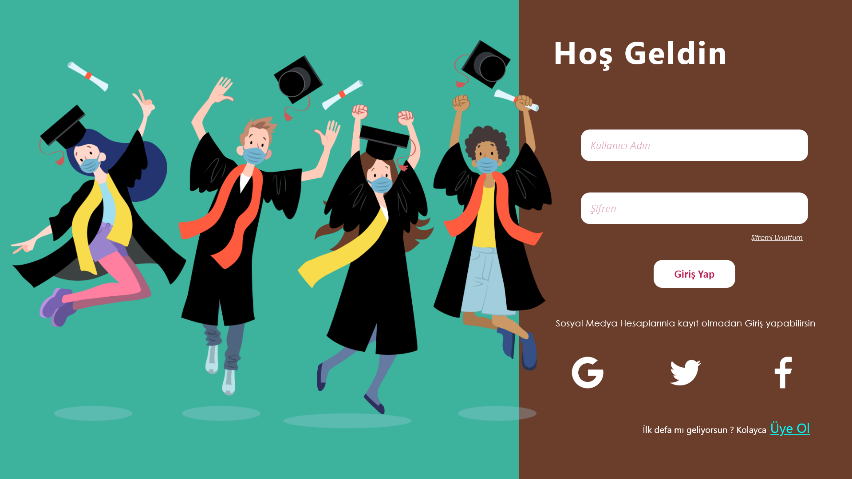 Hoş Geldin
Kullanıcı Adın
Şifren
Şifremi Unuttum
Giriş Yap
Sosyal Medya Hesaplarınla kayıt olmadan Giriş yapabilirsin
İlk defa mı geliyorsun ? Kolayca Üye Ol